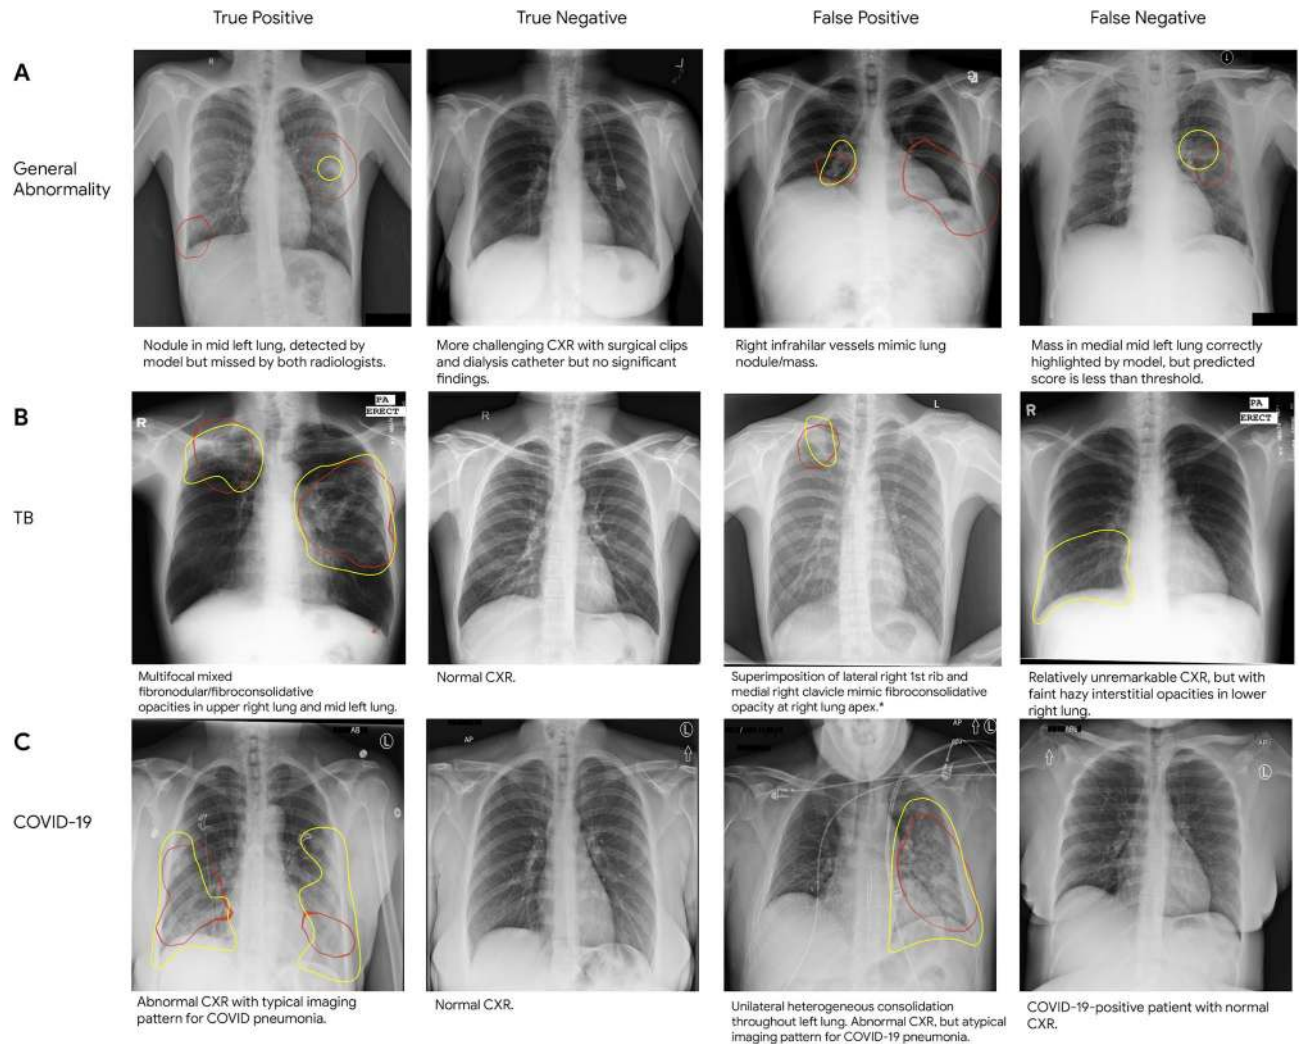 True Positive
True Negative
False Positive
False Negative
A
General
Abnormality
R
L
L
Nodule in mid left lung, detected by
model but missed by both radiologists.
More challenging CXR with surgical clips
and dialysis catheter but no significant
findings.
Right infrahilar vessels mimic lung
nodule/mass.
Mass in medial mid left lung correctly
highlighted by model, but predicted
score is less than threshold.
B
TB
R
PA
ERECT
R
L
R
PA
ERECT
Multifocal mixed
fibronodular/fibroconsolidative
opacities in upper right lung and mid left lung.
Normal CXR.
Superimposition of lateral right 1st rib and
medial right clavicle mimic fibroconsolidative
opacity at right lung apex.*
Relatively unremarkable CXR, but with
faint hazy interstitial opacities in lower
right lung.
C
COVID-19
AB
L
AP
L
AP
L
L
Abnormal CXR with typical imaging
pattern for COVID pneumonia.
Normal CXR.
Unilateral heterogeneous consolidation
throughout left lung. Abnormal CXR, but atypical
imaging pattern for COVID-19 pneumonia.
COVID-19-positive patient with normal
CXR.